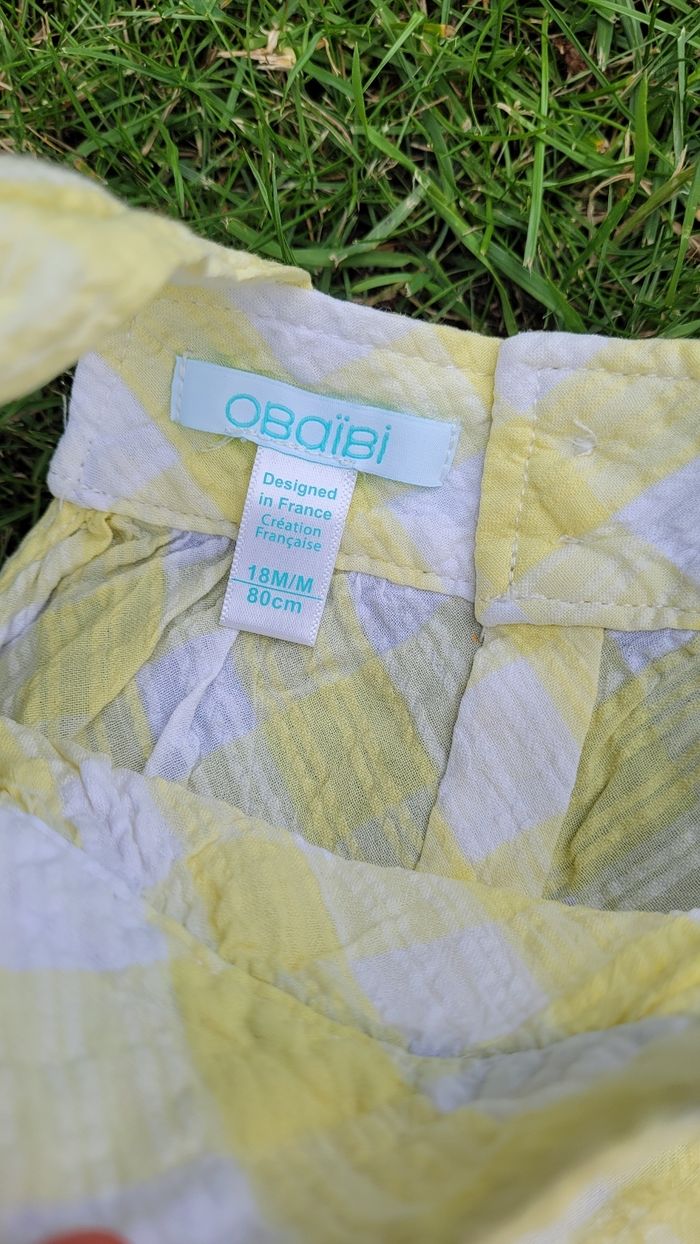 OBaïBi
Designed
in France
Création
Française
18M/M
80cm